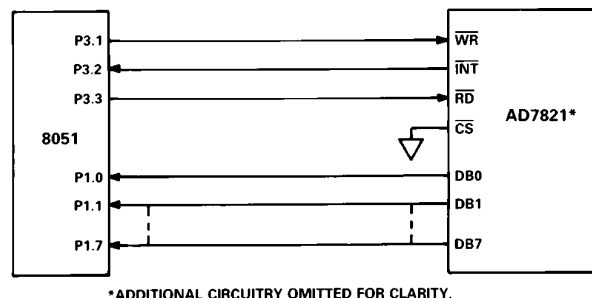 P3.1
WR
P3.2
INT
P3.3
RD
CS
AD7821*
8051
P1.0
DB0
P1.1
DB1
P1.7
DB7
*ADDITIONAL CIRCUITRY OMITTED FOR CLARITY.